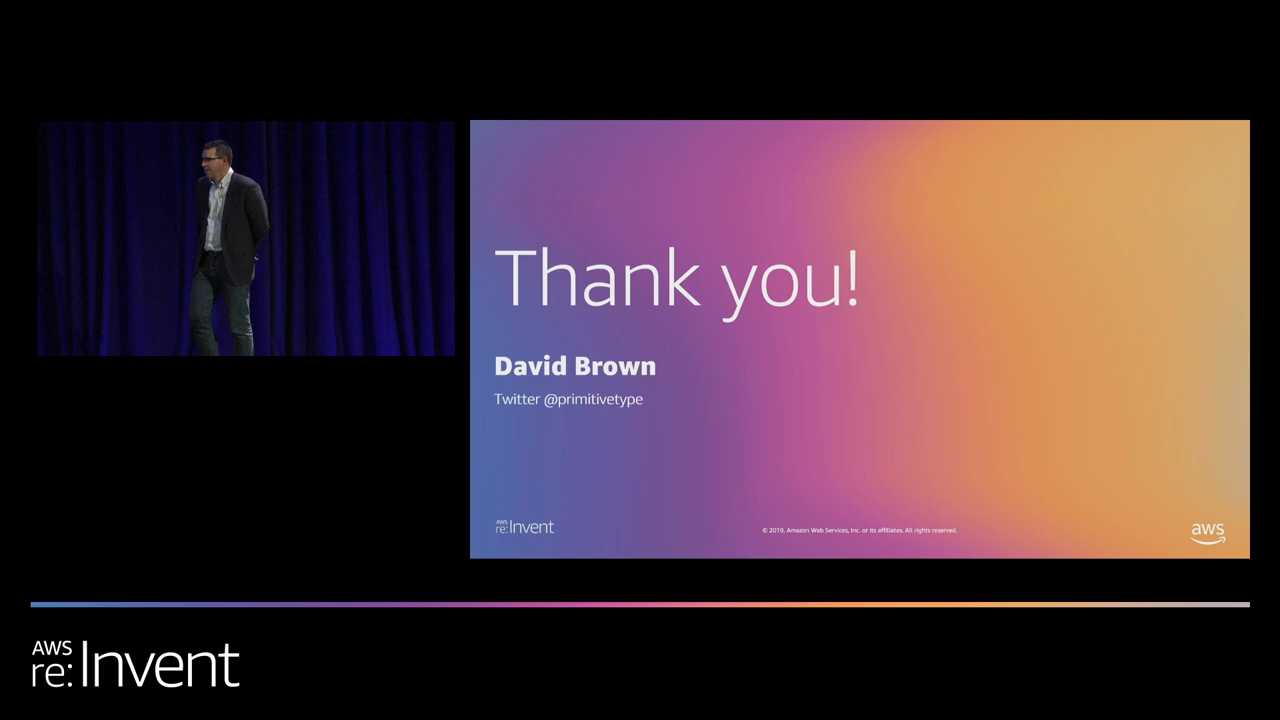 Thank you!
David Brown
Twitter @primitivetype
AWS
re:Invent
© 2019, Amazon Web Services, Inc. or its affiliates. All rights reserved.
aws
AWS
re:Invent